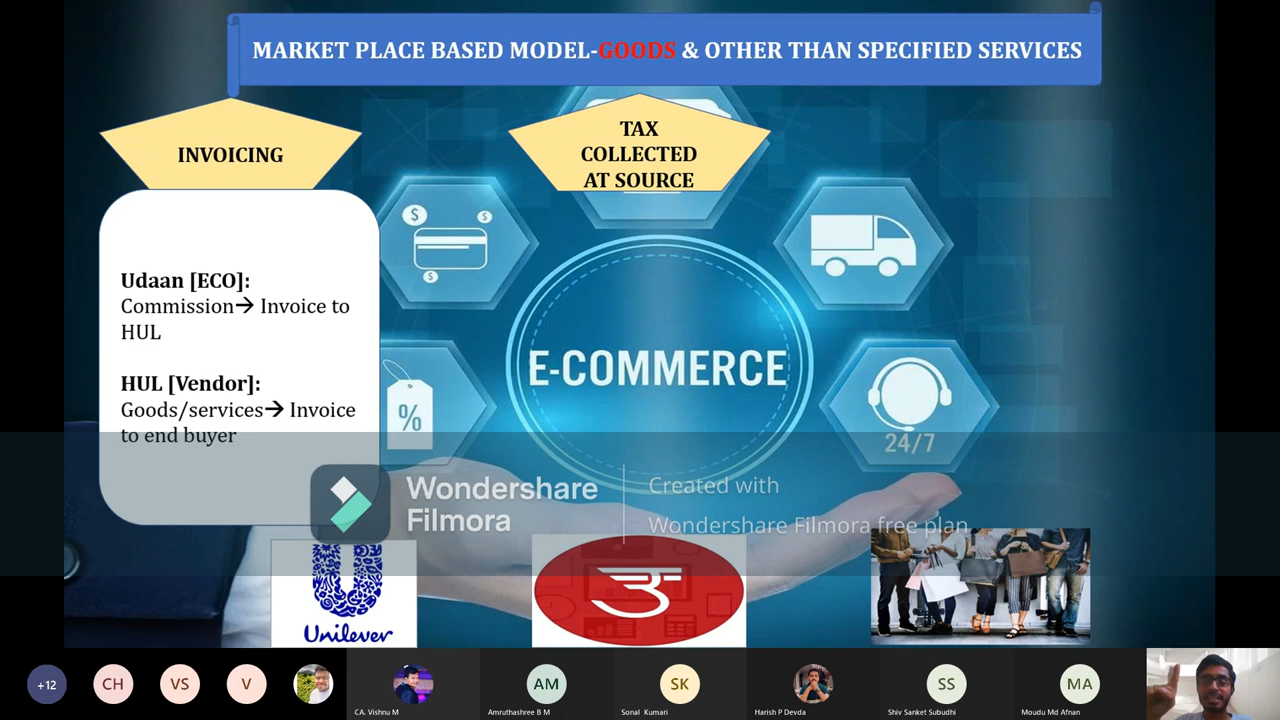 MARKET PLACE BASED MODEL-GOODS & OTHER THAN SPECIFIED SERVICES
INVOICING
TAX
COLLECTED
AT SOURCE
Udaan [ECO]:
Commission→ Invoice to
HUL
HUL [Vendor]:
Goods/services→ Invoice
to end buyer
$
$
$
%
E-COMMERCE
24/7
Wondershare
Filmora
Created with
Wondershare Filmora free plan
Unilever
उ
+12
CH
VS
V
CA. Vishnu M
AM
Amruthashree B M
SK
Sonal Kumari
Harish P Devda
SS
Shiv Sanket Subudhi
MA
Moudu Md Afnan